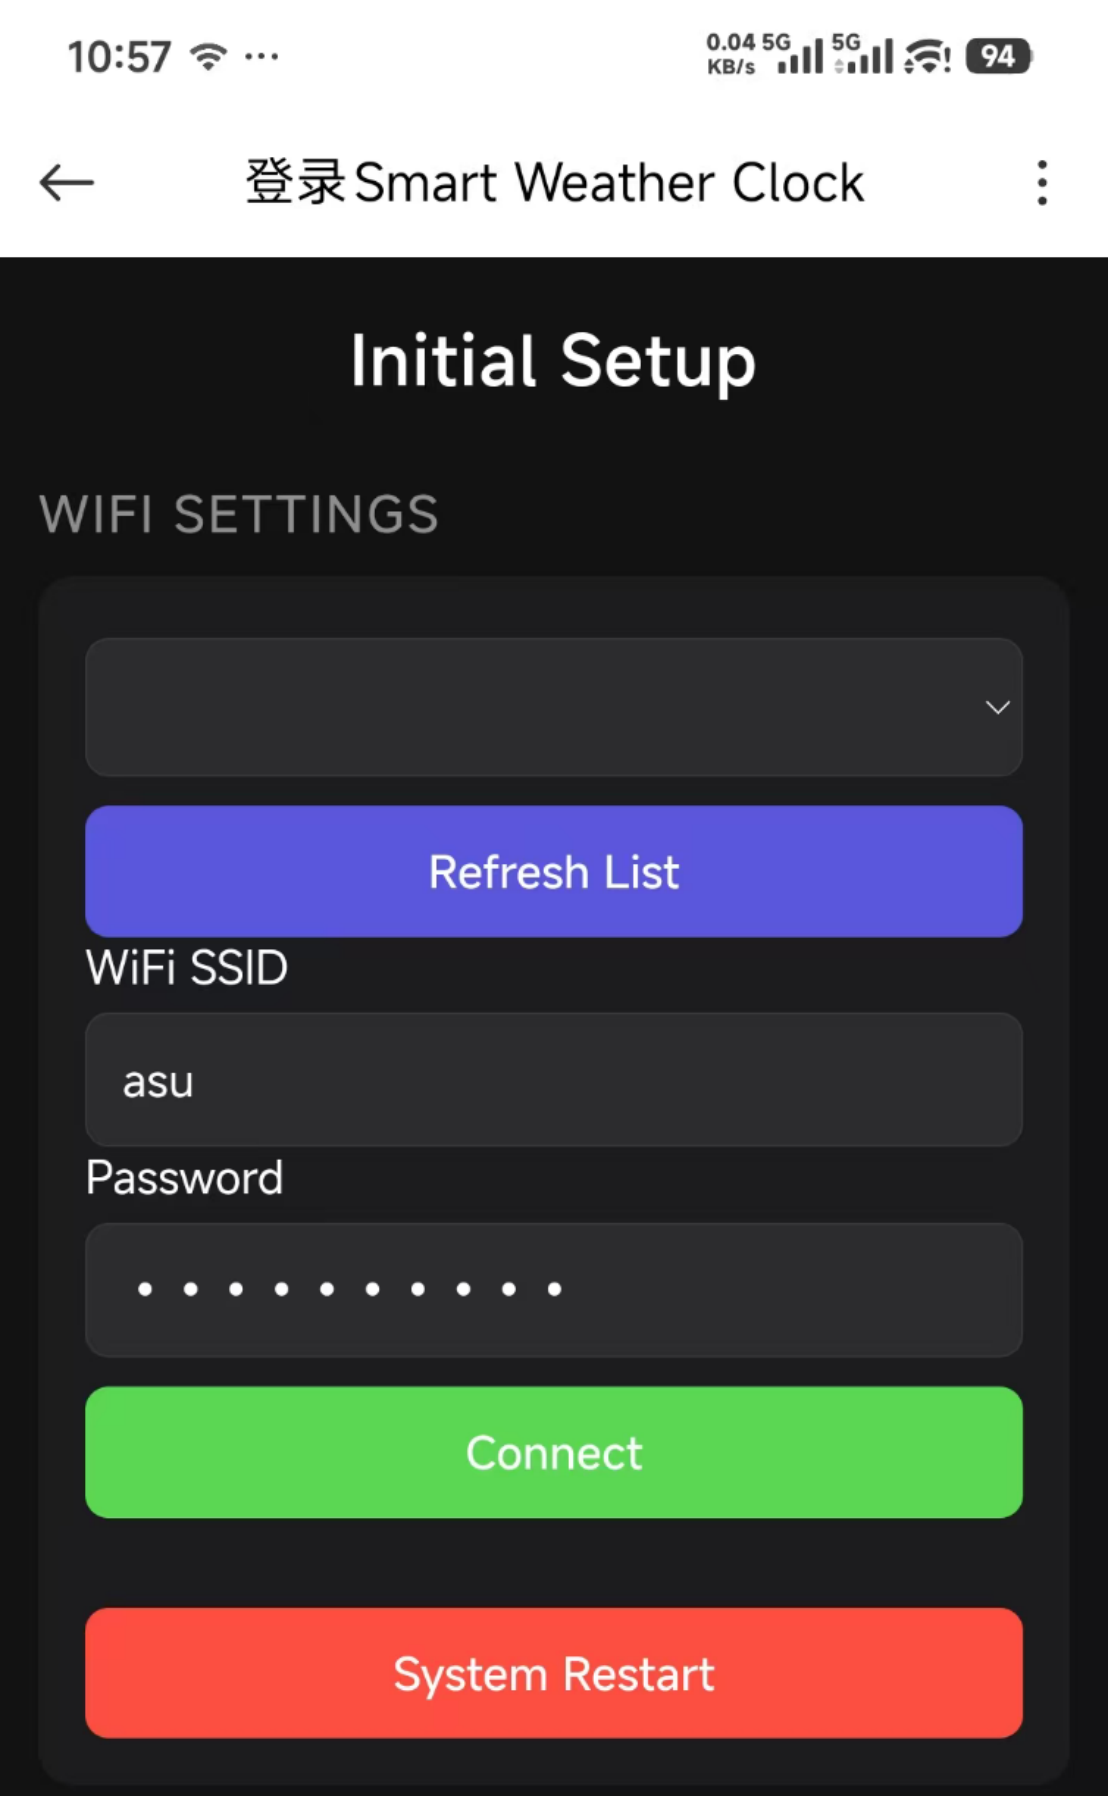 10:57 ... 0.04 KB/s 5G 5G 94
登录Smart Weather Clock
Initial Setup
WIFI SETTINGS
Refresh List
WiFi SSID
asu
Password
••••••••••
Connect
System Restart